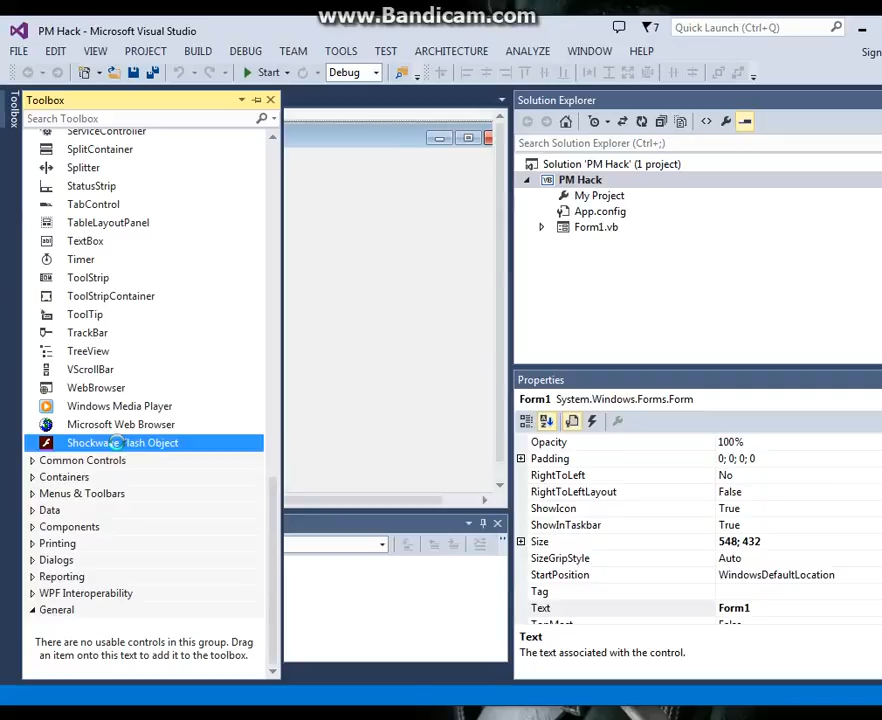 www.Bandicam.com
PM Hack - Microsoft Visual Studio
7
Quick Launch (Ctrl+Q)
FILE EDIT VIEW PROJECT BUILD DEBUG TEAM TOOLS TEST ARCHITECTURE ANALYZE WINDOW HELP
Sign
Start Debug
Toolbox
Toolbox
Search Toolbox
ServiceController
SplitContainer
Splitter
StatusStrip
TabControl
TableLayoutPanel
TextBox
Timer
ToolStrip
ToolStripContainer
ToolTip
TrackBar
TreeView
VScrollBar
WebBrowser
Windows Media Player
Microsoft Web Browser
Shockwave Flash Object
Common Controls
Containers
Menus & Toolbars
Data
Components
Printing
Dialogs
Reporting
WPF Interoperability
General
There are no usable controls in this group. Drag
an item onto this text to add it to the toolbox.
Solution Explorer
Search Solution Explorer (Ctrl+;)
Solution 'PM Hack' (1 project)
VB PM Hack
My Project
App.config
Form1.vb
Properties
Form1 System.Windows.Forms.Form
Opacity 100%
Padding 0; 0; 0; 0
RightToLeft No
RightToLeftLayout False
ShowIcon True
ShowInTaskbar True
Size 548; 432
SizeGripStyle Auto
StartPosition WindowsDefaultLocation
Tag
Text Form1
Text
The text associated with the control.